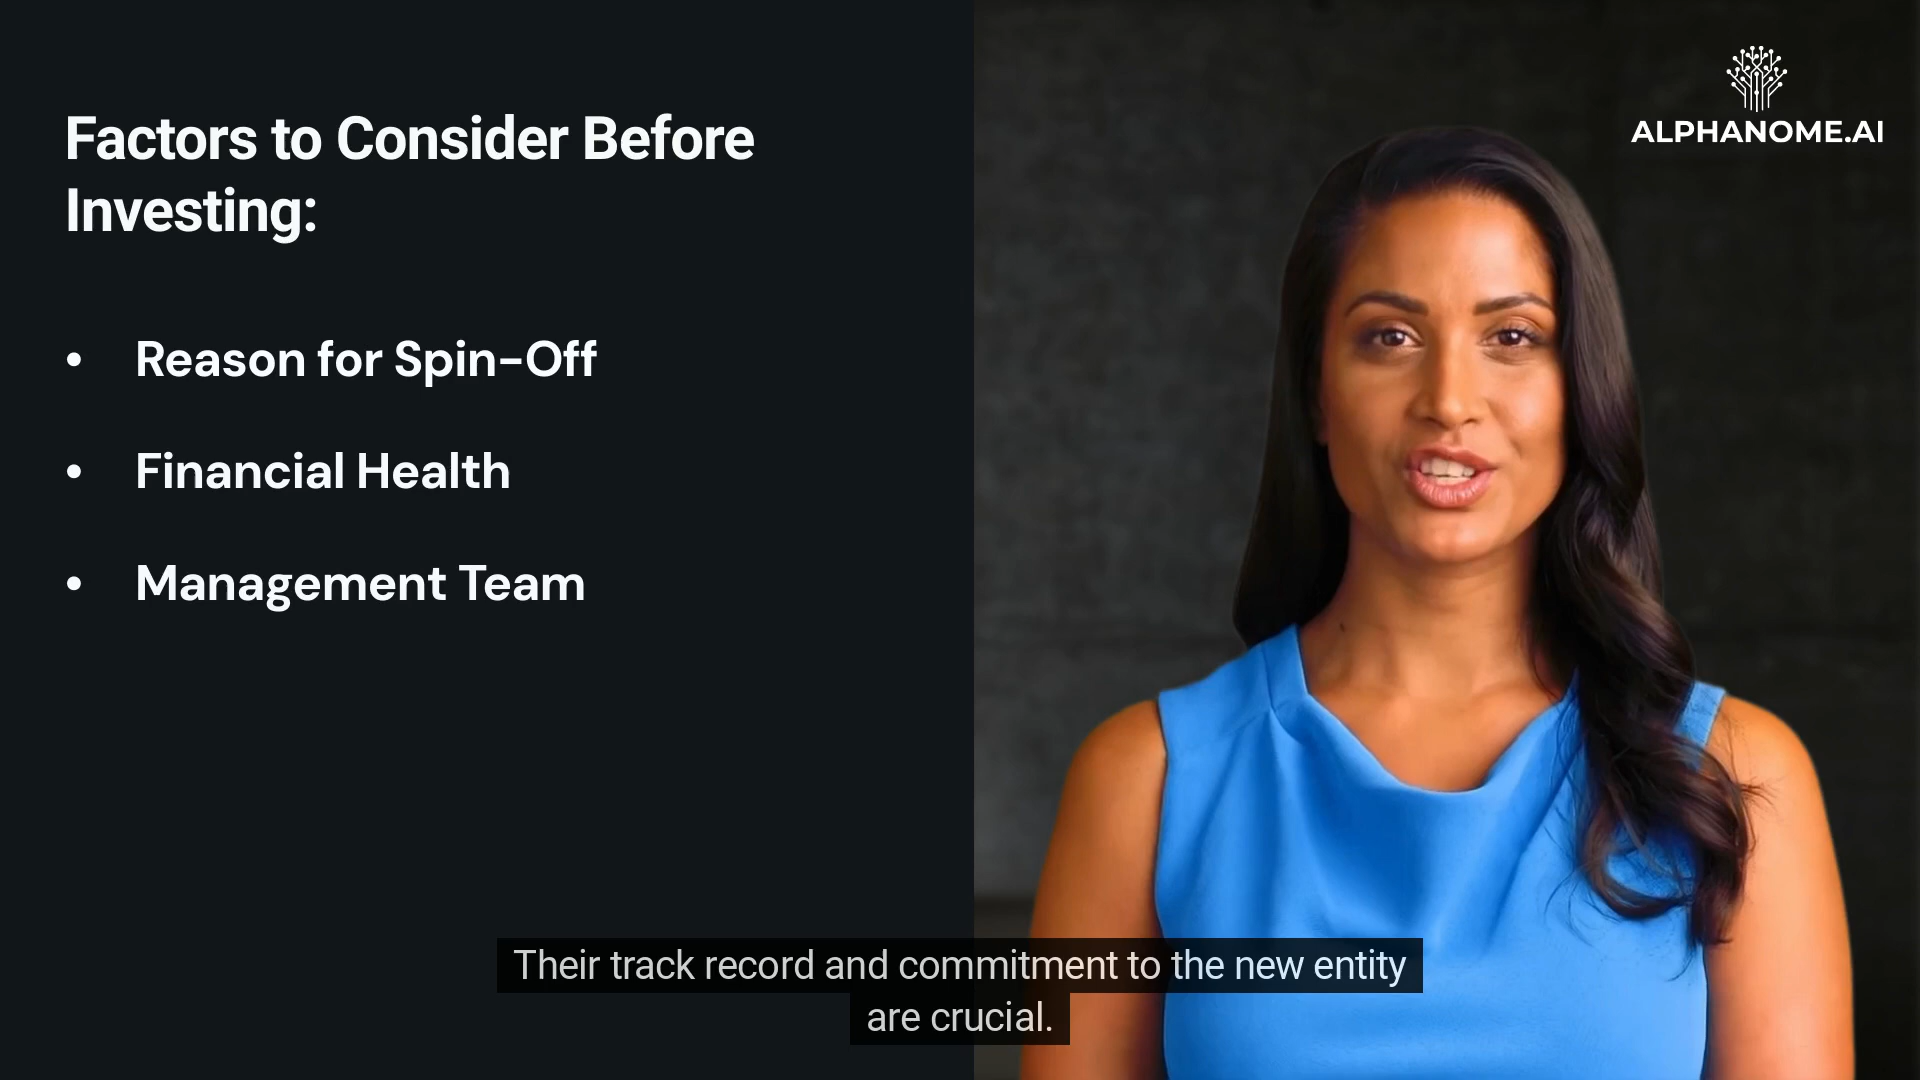 ALPHANOME.AI
Factors to Consider Before
Investing:
• Reason for Spin-Off
• Financial Health
• Management Team
Their track record and commitment to the new entity
are crucial.